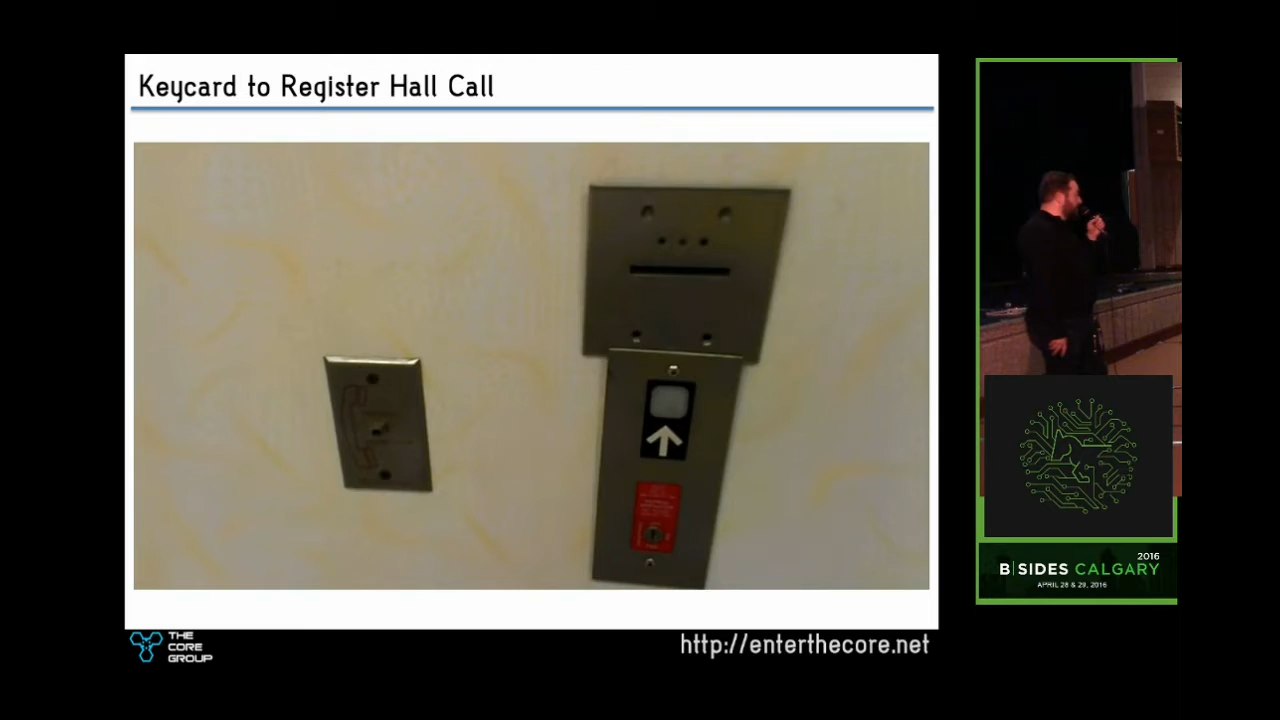 Keycard to Register Hall Call
THE
CORE
GROUP
http://enterthecore.net
2016
B|SIDES CALGARY
APRIL 28 & 29, 2016